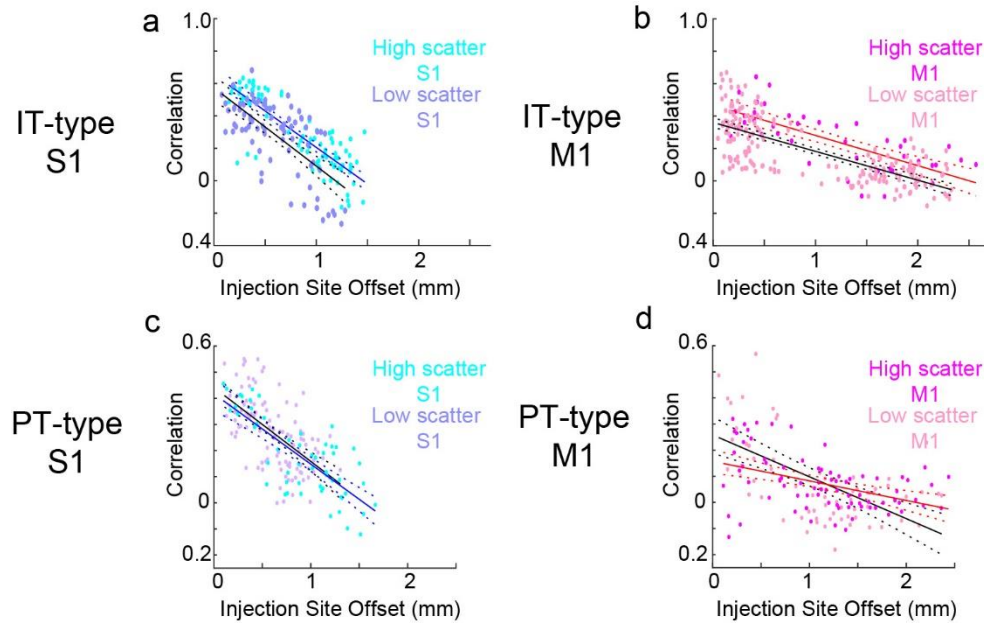 a
IT-type
S1
1.0
0
0.4
Correlation
High scatter
S1
Low scatter
S1
0
1
2
Injection Site Offset (mm)
b
IT-type
M1
1.0
0
0.4
Correlation
High scatter
M1
Low scatter
M1
0
1
2
Injection Site Offset (mm)
c
PT-type
S1
0.6
0
0.2
Correlation
High scatter
S1
Low scatter
S1
0
1
2
Injection Site Offset (mm)
d
PT-type
M1
0.6
0
0.2
Correlation
High scatter
M1
Low scatter
M1
0
1
2
Injection Site Offset (mm)